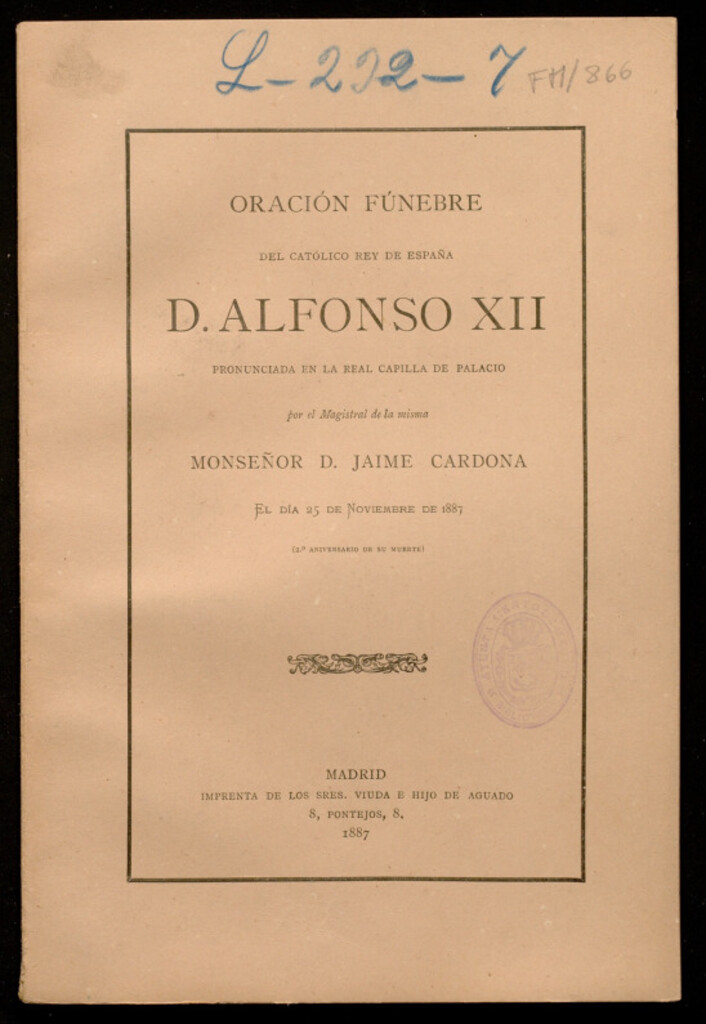 L-292-7 FM/866
ORACIÓN FÚNEBRE
DEL CATÓLICO REY DE ESPAÑA
D. ALFONSO XII
PRONUNCIADA EN LA REAL CAPILLA DE PALACIO
por el Magistral de la misma
MONSEÑOR D. JAIME CARDONA
EL DÍA 25 DE NOVIEMBRE DE 1887
(2.º ANIVERSARIO DE SU MUERTE)
MADRID
IMPRENTA DE LOS SRES. VIUDA E HIJO DE AGUADO
8, PONTEJOS, 8.
1887